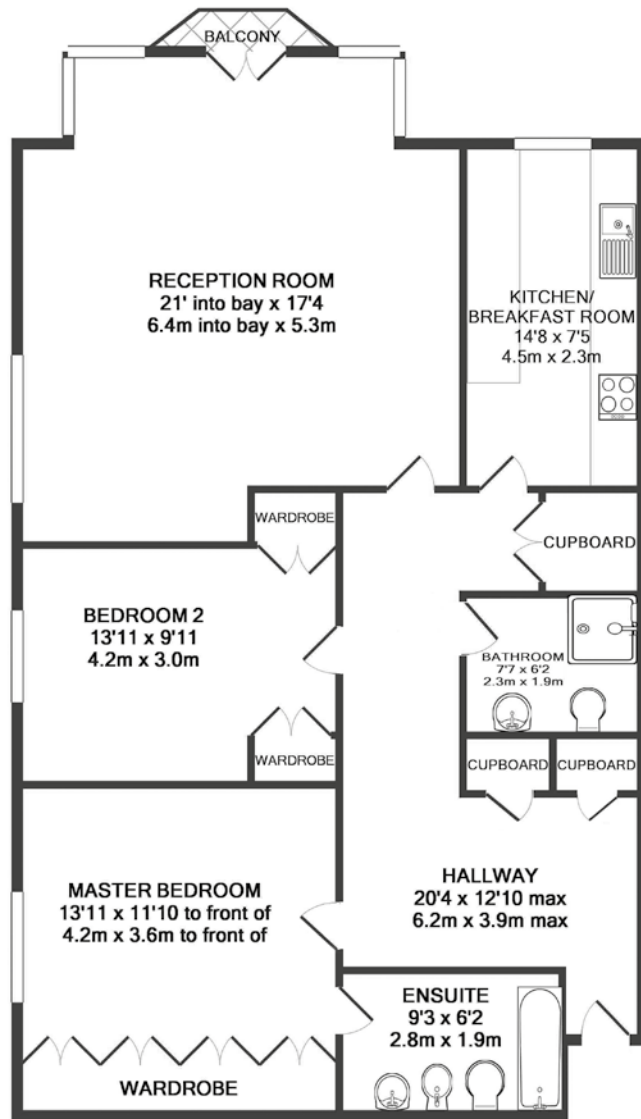 BALCONY
RECEPTION ROOM
21' into bay x 17'4
6.4m into bay x 5.3m
KITCHEN/
BREAKFAST ROOM
14'8 x 7'5
4.5m x 2.3m
WARDROBE
CUPBOARD
BEDROOM 2
13'11 x 9'11
4.2m x 3.0m
BATHROOM
7'7 x 6'2
2.3m x 1.9m
WARDROBE
CUPBOARD
CUPBOARD
MASTER BEDROOM
13'11 x 11'10 to front of
4.2m x 3.6m to front of
HALLWAY
20'4 x 12'10 max
6.2m x 3.9m max
ENSUITE
9'3 x 6'2
2.8m x 1.9m
WARDROBE